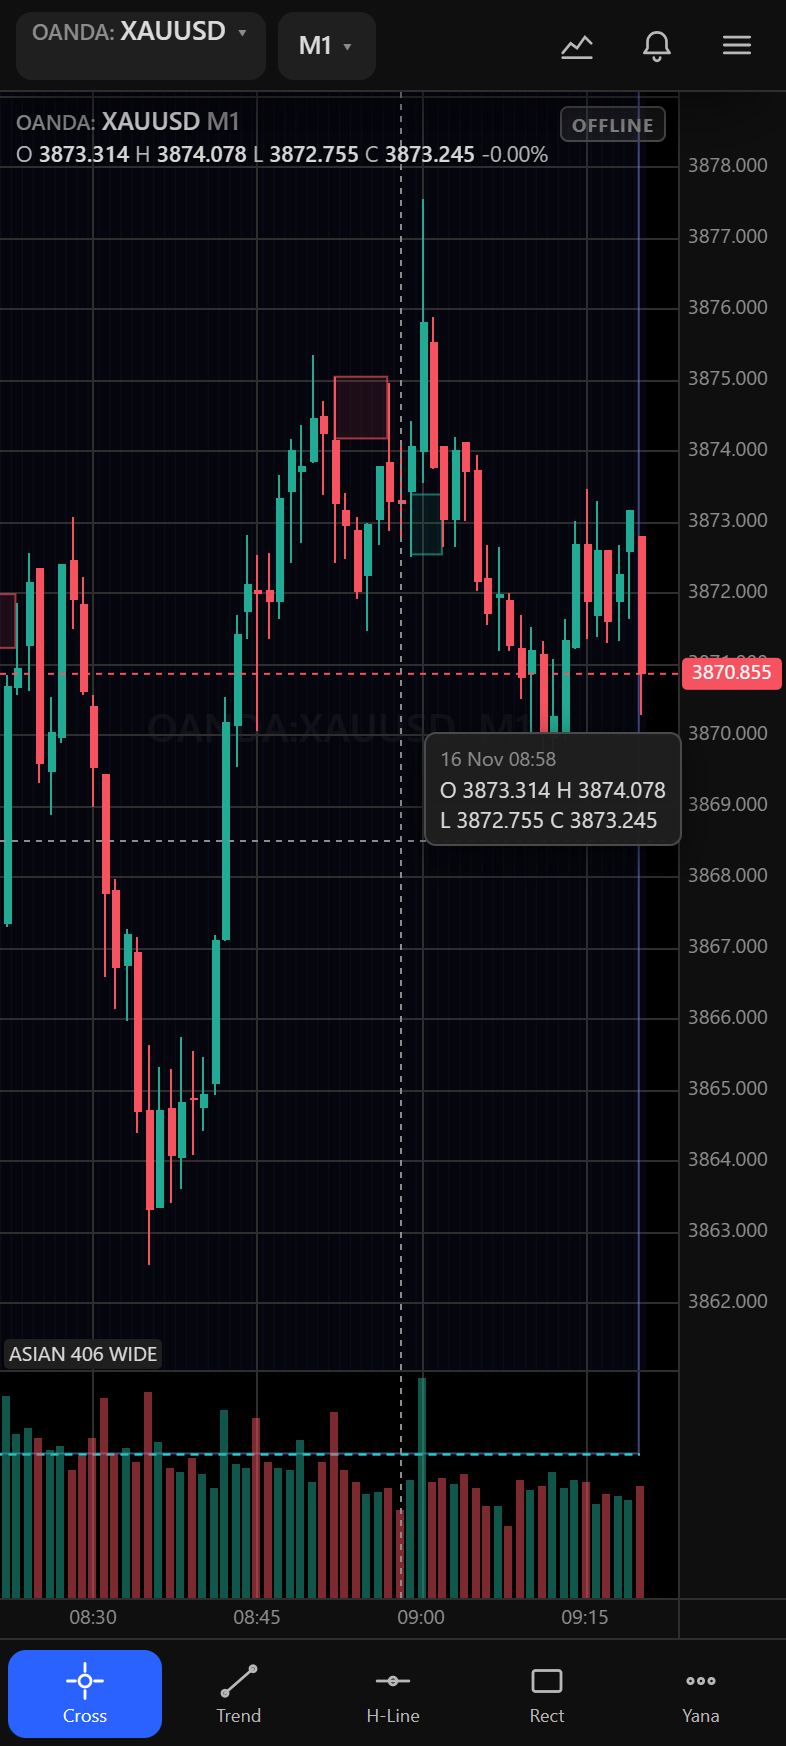 OANDA: XAUUSD ▾
M1 ▾
OANDA: XAUUSD M1
OFFLINE
O 3873.314 H 3874.078 L 3872.755 C 3873.245 -0.00%
3878.000
3877.000
3876.000
3875.000
3874.000
3873.000
3872.000
3870.855
OANDA:XAUUSD M1
3870.000
16 Nov 08:58
O 3873.314 H 3874.078
L 3872.755 C 3873.245
3869.000
3868.000
3867.000
3866.000
3865.000
3864.000
3863.000
3862.000
ASIAN 406 WIDE
08:30 08:45 09:00 09:15
Cross Trend H-Line Rect Yana